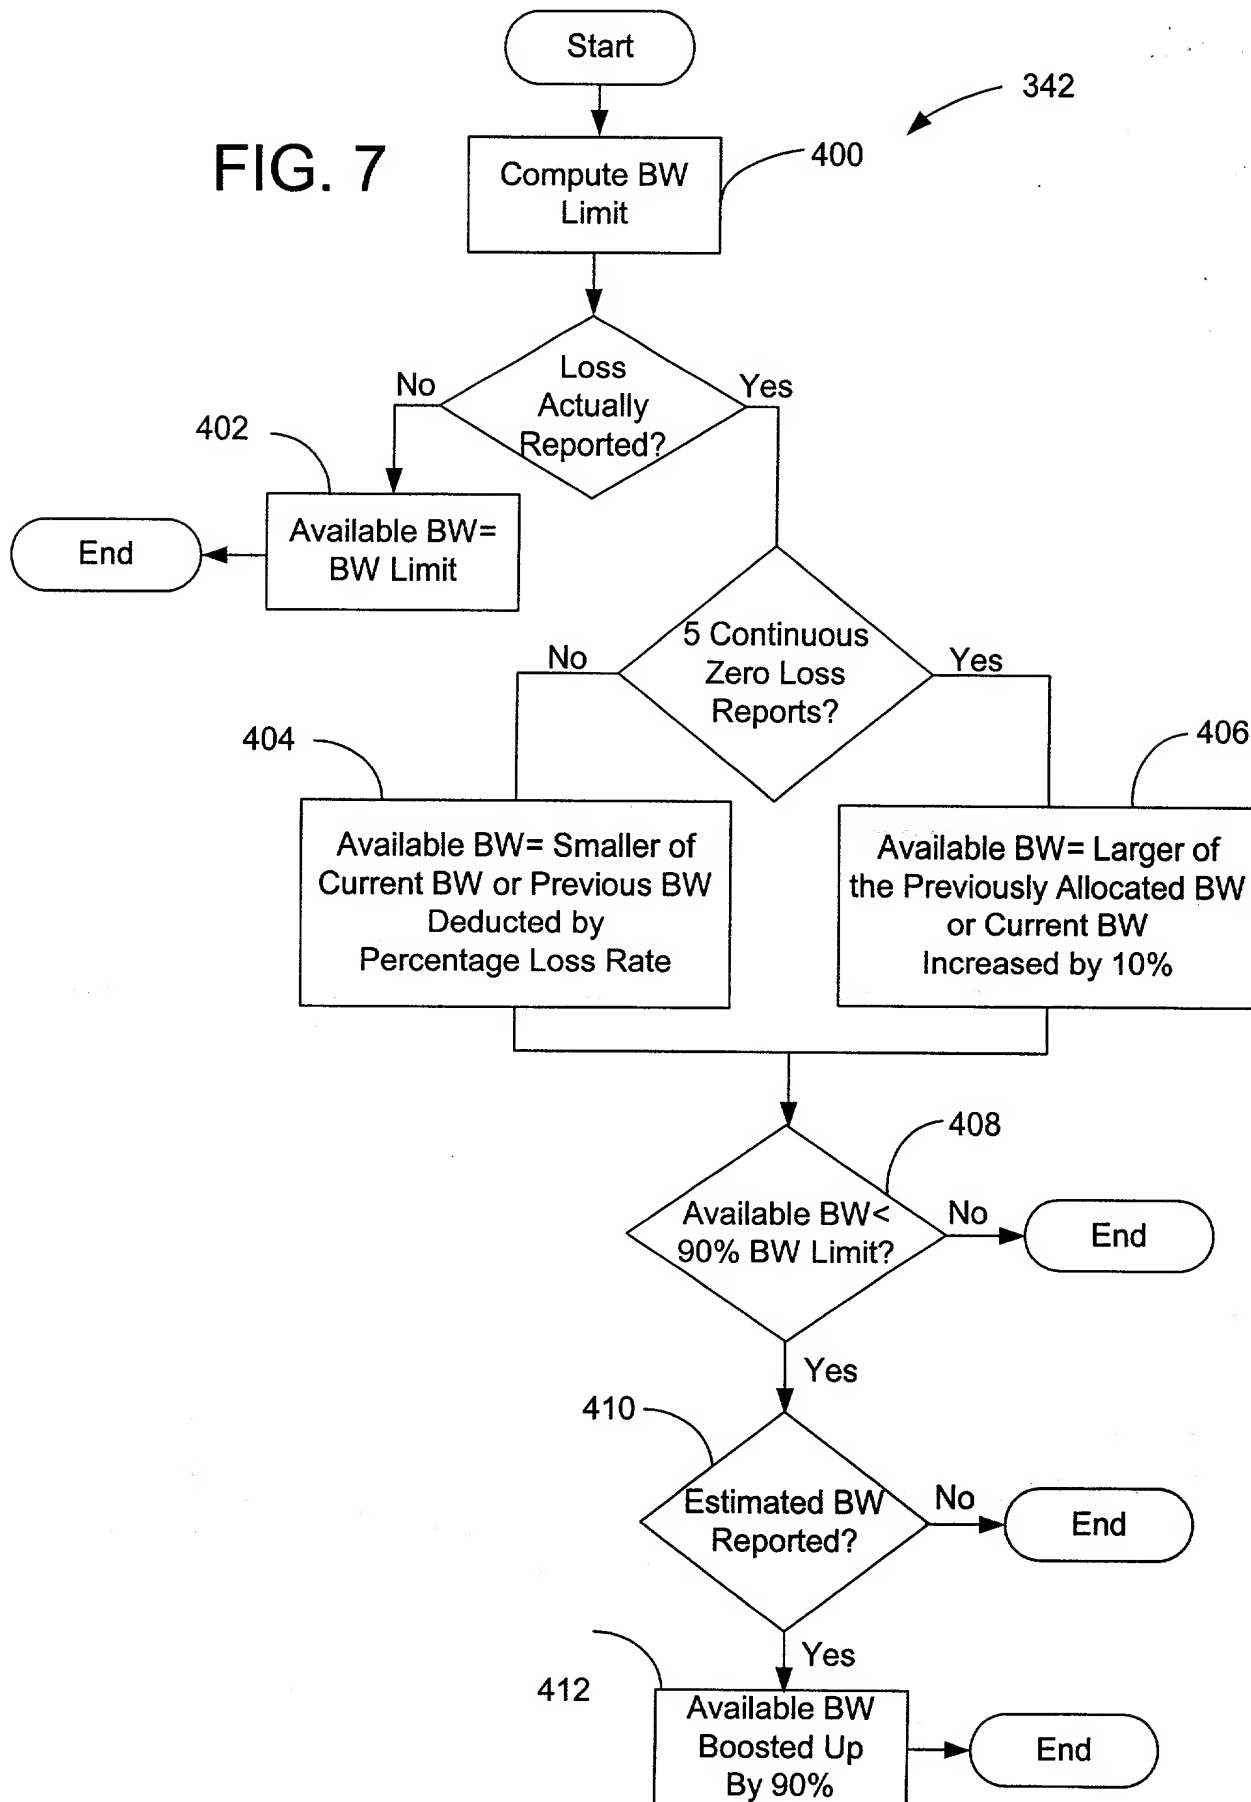 Start
342
FIG. 7
400
Compute BW
Limit
Loss
Actually
Reported?
No
Yes
402
Available BW=
BW Limit
End
5 Continuous
Zero Loss
Reports?
No
Yes
404
406
Available BW= Smaller of
Current BW or Previous BW
Deducted by
Percentage Loss Rate
Available BW= Larger of
the Previously Allocated BW
or Current BW
Increased by 10%
408
Available BW<
90% BW Limit?
No
End
Yes
410
Estimated BW
Reported?
No
End
Yes
412
Available BW
Boosted Up
By 90%
End